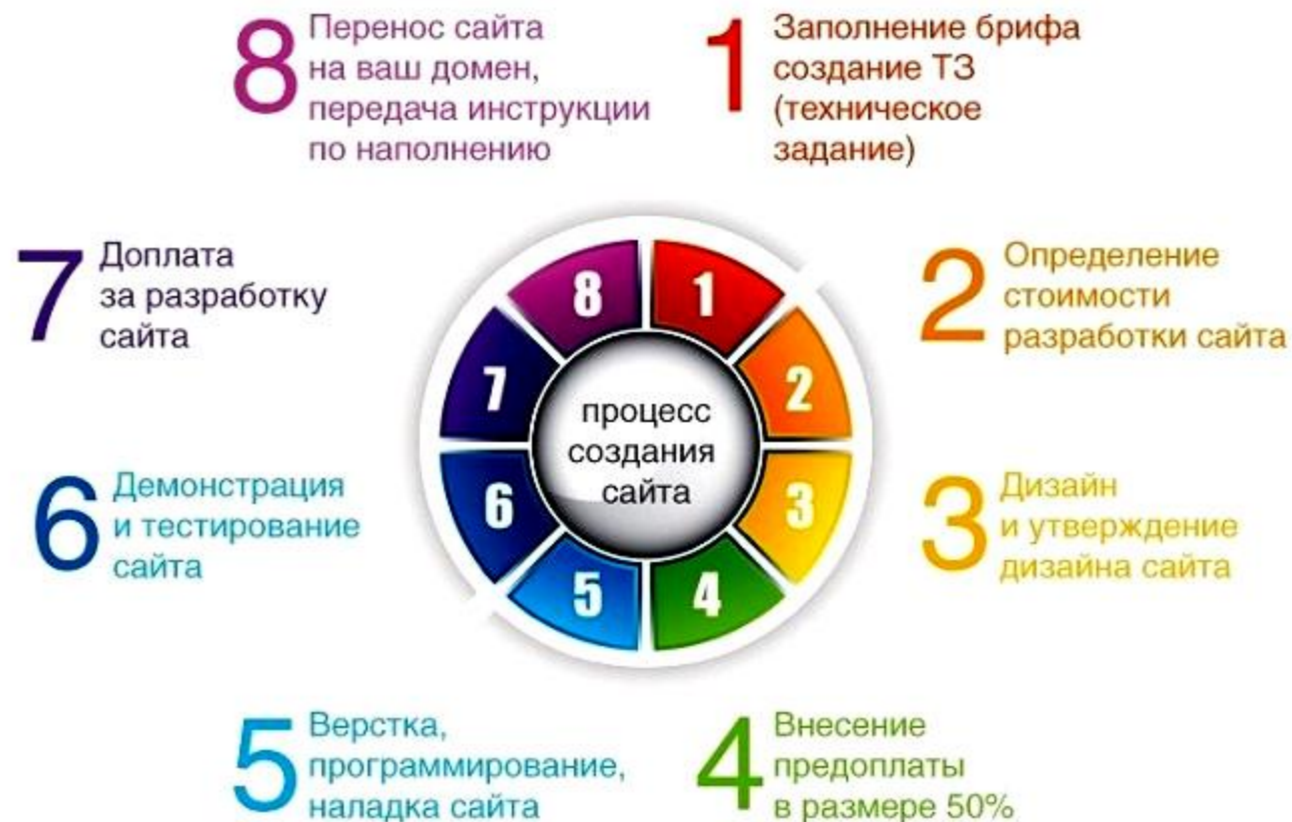 1
Заполнение брифа
создание ТЗ
(техническое
задание)
2
Определение
стоимости
разработки сайта
3
Дизайн
и утверждение
дизайна сайта
4
Внесение
предоплаты
в размере 50%
5
Верстка,
программирование,
наладка сайта
6
Демонстрация
и тестирование
сайта
7
Доплата
за разработку
сайта
8
Перенос сайта
на ваш домен,
передача инструкции
по наполнению
процесс
создания
сайта
1
2
3
4
5
6
7
8